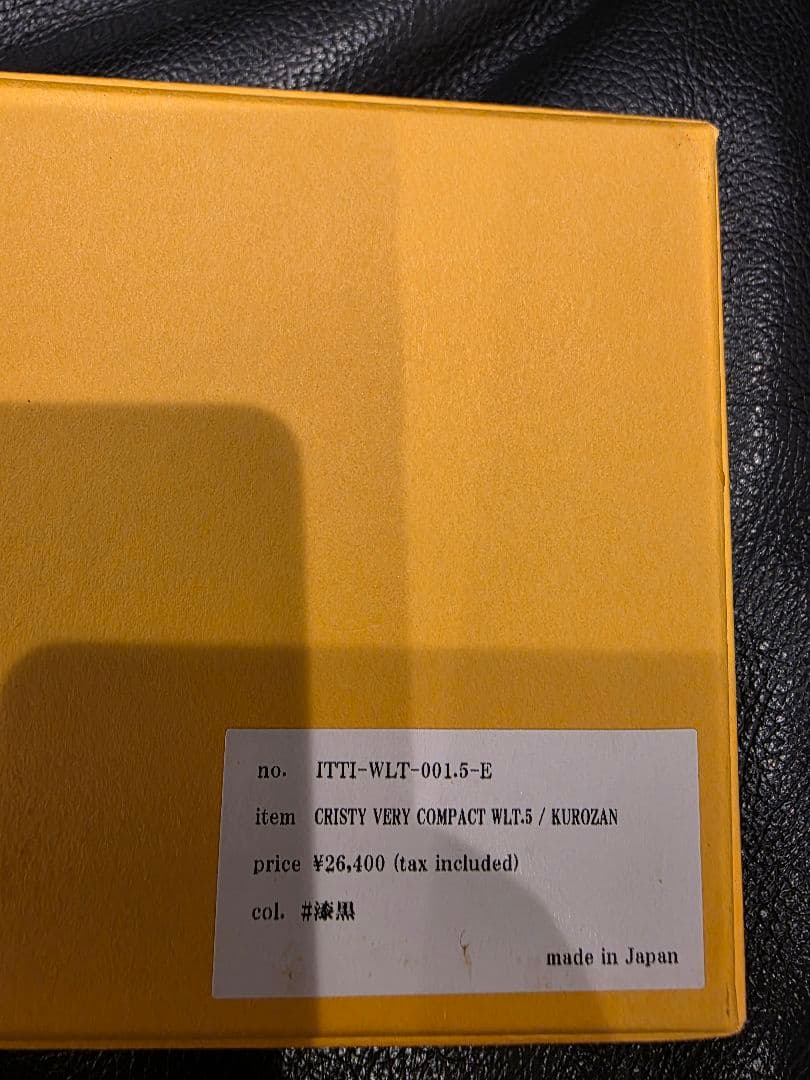 no. ITTI-WLT-001.5-E
item CRISTY VERY COMPACT WLT.5 / KUROZAN
price ¥26,400 (tax included)
col. #漆黒
made in Japan